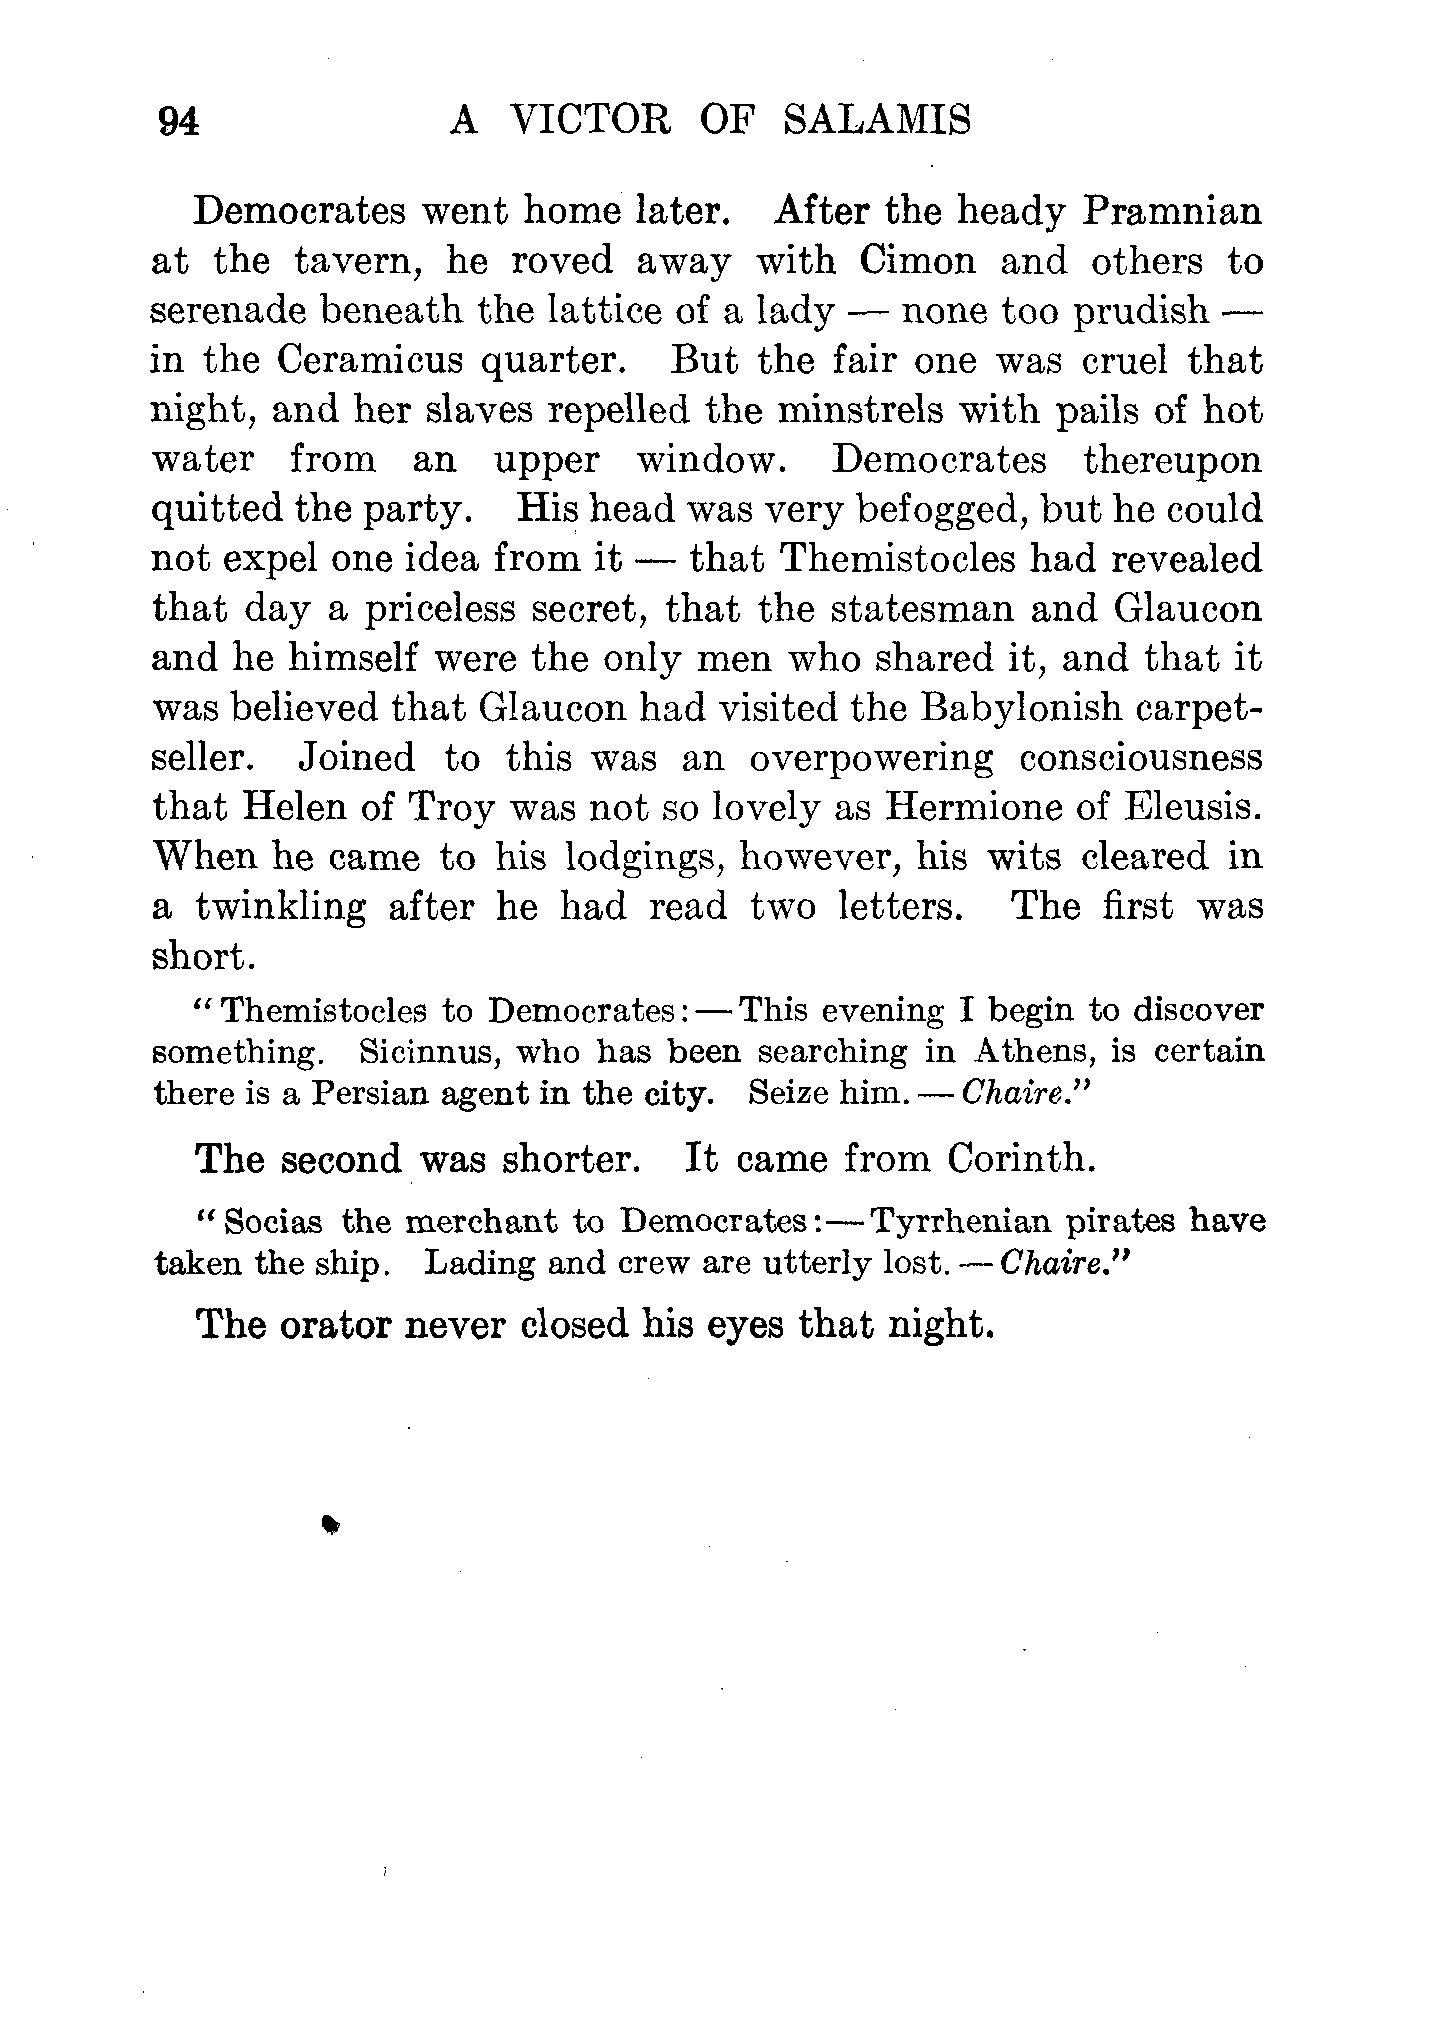 94 A VICTOR OF SALAMIS
Democrates went home later. After the heady Pramnian
at the tavern, he roved away with Cimon and others to
serenade beneath the lattice of a lady — none too prudish —
in the Ceramicus quarter. But the fair one was cruel that
night, and her slaves repelled the minstrels with pails of hot
water from an upper window. Democrates thereupon
quitted the party. His head was very befogged, but he could
not expel one idea from it — that Themistocles had revealed
that day a priceless secret, that the statesman and Glaucon
and he himself were the only men who shared it, and that it
was believed that Glaucon had visited the Babylonish carpet-
seller. Joined to this was an overpowering consciousness
that Helen of Troy was not so lovely as Hermione of Eleusis.
When he came to his lodgings, however, his wits cleared in
a twinkling after he had read two letters. The first was
short.
“Themistocles to Democrates: — This evening I begin to discover
something. Sicinnus, who has been searching in Athens, is certain
there is a Persian agent in the city. Seize him. — Chaire.”
The second was shorter. It came from Corinth.
“Socias the merchant to Democrates: — Tyrrhenian pirates have
taken the ship. Lading and crew are utterly lost. — Chaire.”
The orator never closed his eyes that night.